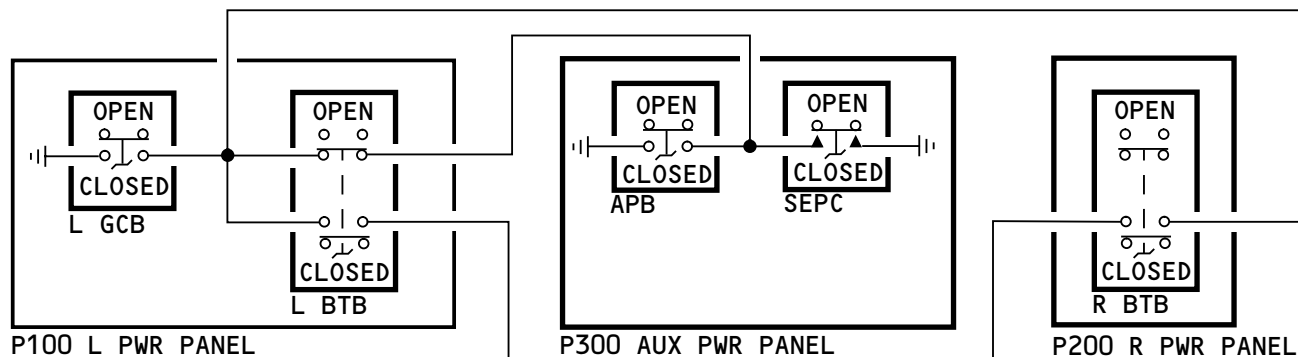 OPEN
CLOSED
L GCB
OPEN
CLOSED
L BTB
P100 L PWR PANEL
OPEN
CLOSED
APB
OPEN
CLOSED
SEPC
P300 AUX PWR PANEL
OPEN
CLOSED
R BTB
P200 R PWR PANEL